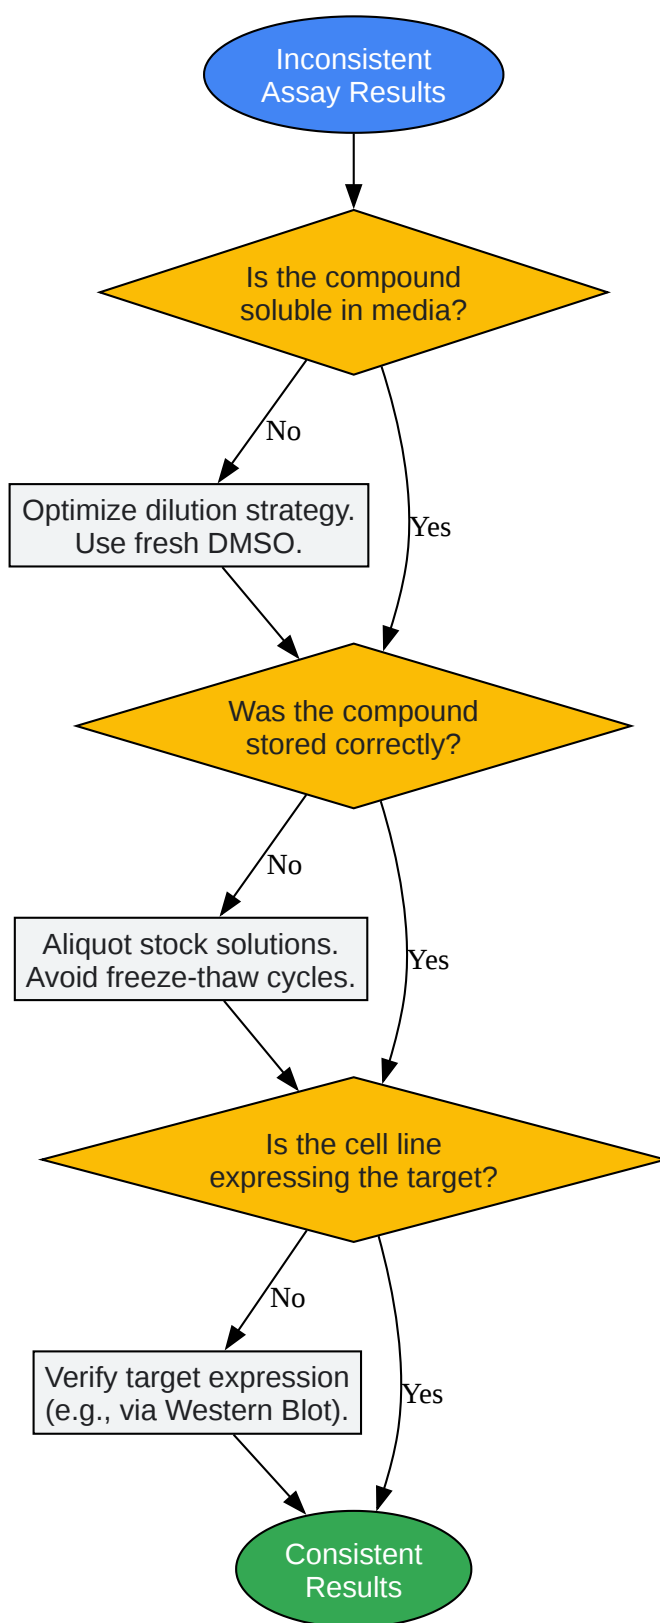 Inconsistent
Assay Results
Is the compound
soluble in media?
No
Optimize dilution strategy.
Use fresh DMSO.
Yes
Was the compound
stored correctly?
No
Aliquot stock solutions.
Avoid freeze-thaw cycles.
Yes
Is the cell line
expressing the target?
No
Verify target expression
(e.g., via Western Blot).
Yes
Consistent
Results